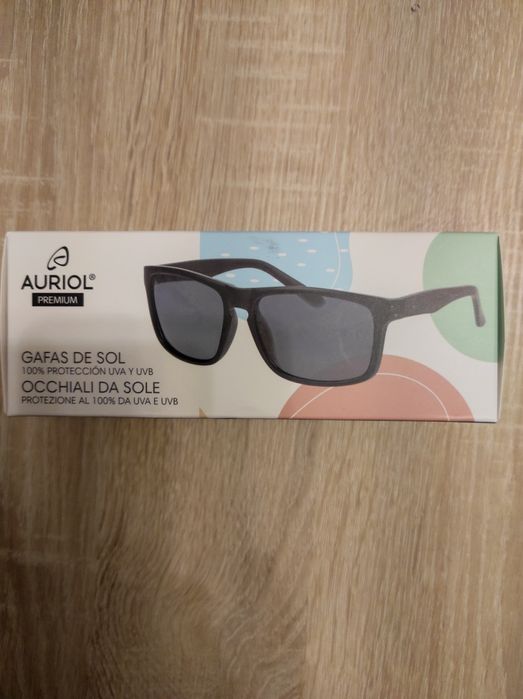 AURIOL®
PREMIUM
GAFAS DE SOL
100% PROTECCIÓN UVA Y UVB
OCCHIALI DA SOLE
PROTEZIONE AL 100% DA UVA E UVB